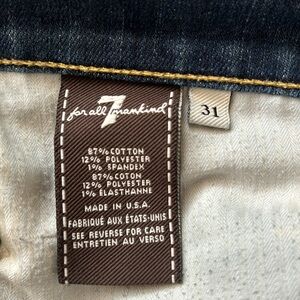 7
for all mankind
31
87% COTTON
12% POLYESTER
1% SPANDEX
87% COTON
12% POLYESTER
1% ELASTHANNE
MADE IN U.S.A.
FABRIQUÉ AUX ÉTATS-UNIS
SEE REVERSE FOR CARE
ENTRETIEN AU VERSO